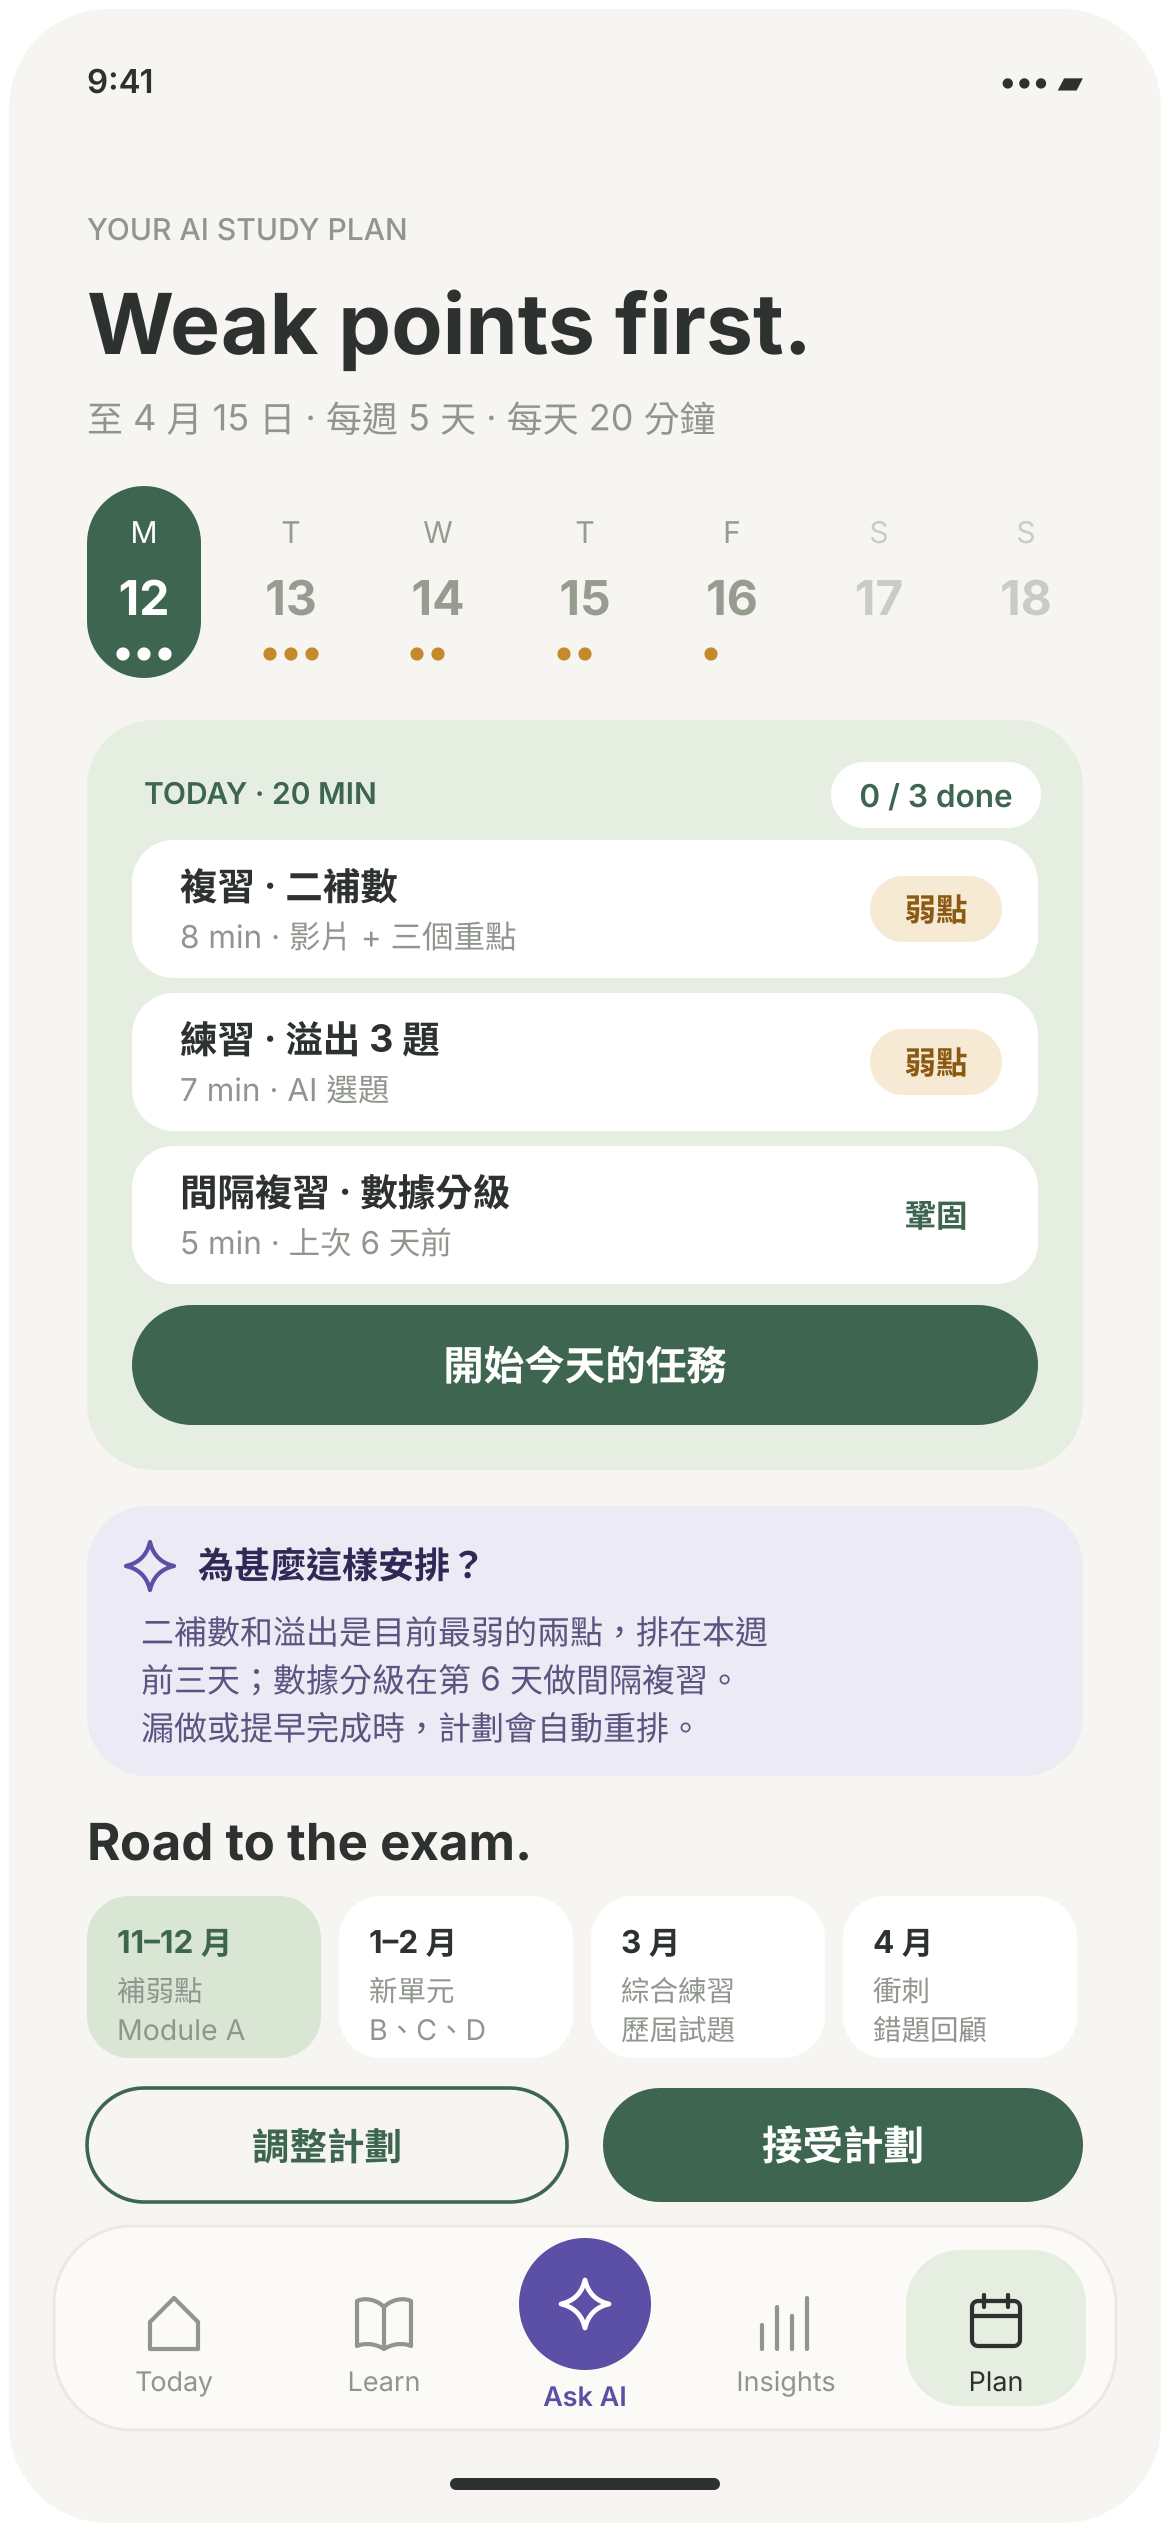 9:41
YOUR AI STUDY PLAN
Weak points first.
至 4 月 15 日 · 每週 5 天 · 每天 20 分鐘
M T W T F S S
12 13 14 15 16 17 18
TODAY · 20 MIN
0 / 3 done
複習 · 二補數
8 min · 影片 + 三個重點
弱點
練習 · 溢出 3 題
7 min · AI 選題
弱點
間隔複習 · 數據分級
5 min · 上次 6 天前
鞏固
開始今天的任務
為甚麼這樣安排？
二補數和溢出是目前最弱的兩點，排在本週
前三天；數據分級在第 6 天做間隔複習。
漏做或提早完成時，計劃會自動重排。
Road to the exam.
11–12 月
補弱點
Module A
1–2 月
新單元
B、C、D
3 月
綜合練習
歷屆試題
4 月
衝刺
錯題回顧
調整計劃
接受計劃
Today
Learn
Ask AI
Insights
Plan